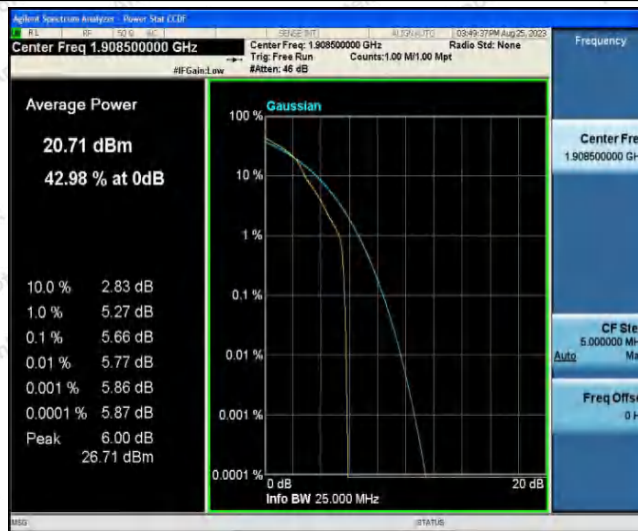 Agilent Spectrum Analyzer - Power Stat CCDF
RL RF 50 Ω AC SENSE:INT ALIGN AUTO 03:49:37PM Aug 25, 2023
Center Freq 1.908500000 GHz
Center Freq: 1.908500000 GHz
Radio Std: None
Trig: Free Run
Counts:1.00 M/1.00 Mpt
#IFGain:Low
#Atten: 46 dB
Frequency
Average Power
20.71 dBm
42.98 % at 0dB
10.0 % 2.83 dB
1.0 % 5.27 dB
0.1 % 5.66 dB
0.01 % 5.77 dB
0.001 % 5.86 dB
0.0001 % 5.87 dB
Peak 6.00 dB
26.71 dBm
Gaussian
100 %
10 %
1 %
0.1 %
0.01 %
0.001 %
0.0001 %
0 dB
20 dB
Info BW 25.000 MHz
Center Fre
1.908500000 GH
CF Ste
5.000000 MH
Auto Ma
Freq Offse
0 H
MSG
STATUS